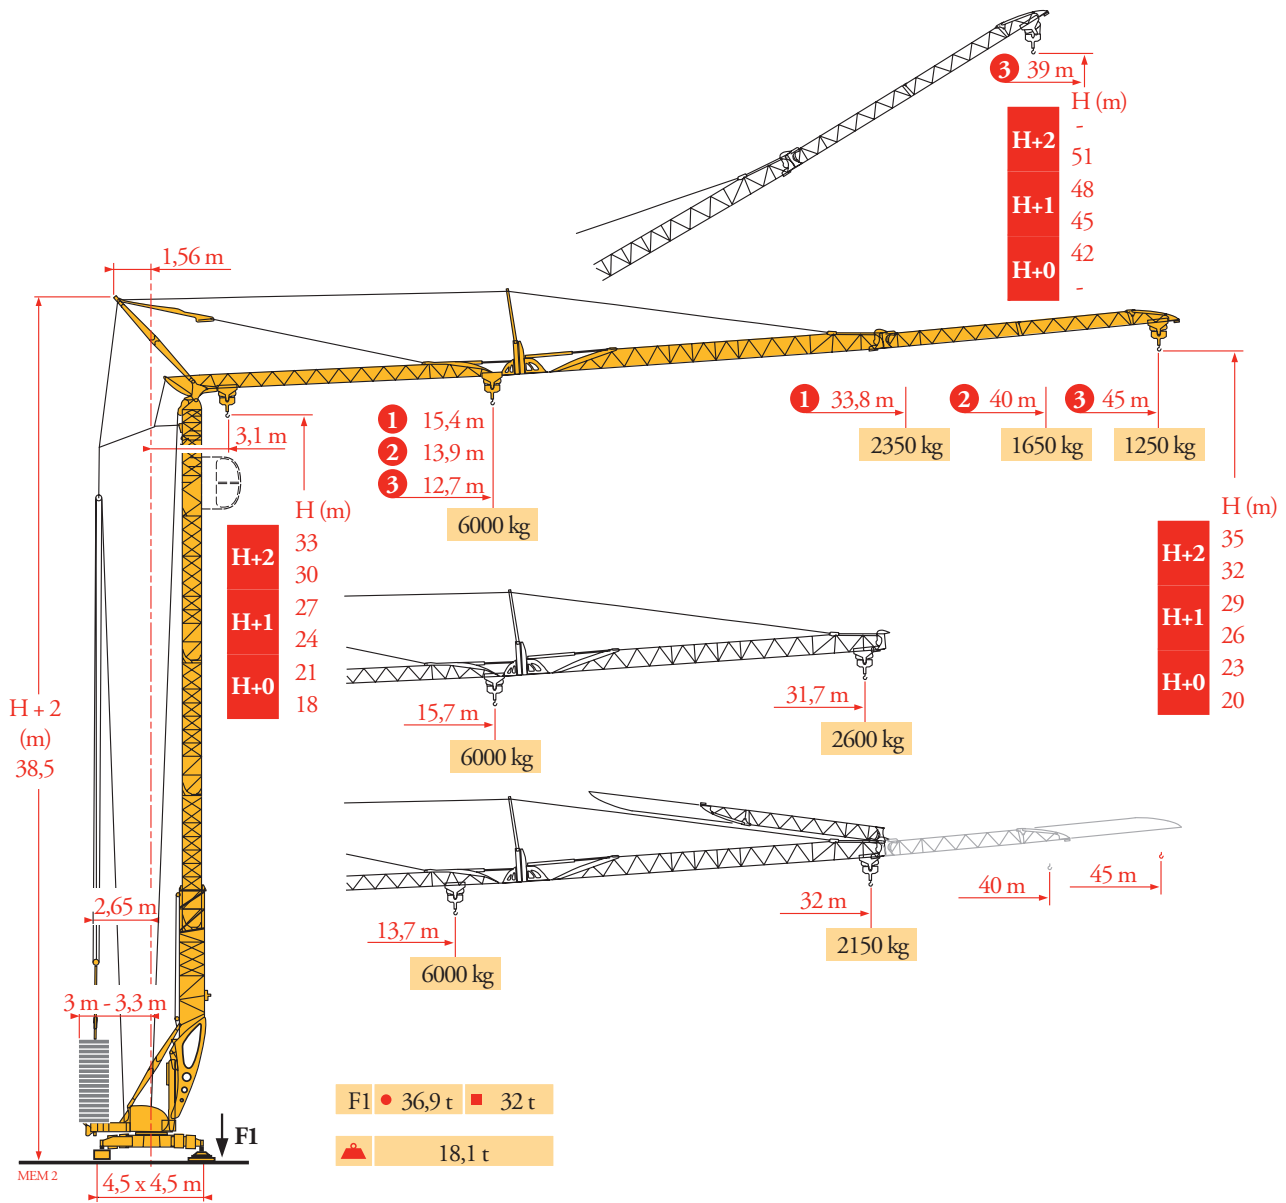 3 39 m
H (m)
H+2
-
51
H+1
48
45
H+0
42
-
1,56 m
1 15,4 m
2 13,9 m
3 12,7 m
6000 kg
1 33,8 m
2350 kg
2 40 m
1650 kg
3 45 m
1250 kg
3,1 m
H (m)
H+2
33
30
H+1
27
24
H+0
21
18
H (m)
H+2
35
32
H+1
29
26
H+0
23
20
15,7 m
6000 kg
31,7 m
2600 kg
H + 2
(m)
38,5
13,7 m
6000 kg
32 m
2150 kg
40 m
45 m
2,65 m
3 m - 3,3 m
F1
F1 36,9 t 32 t
18,1 t
MEM 2
4,5 x 4,5 m